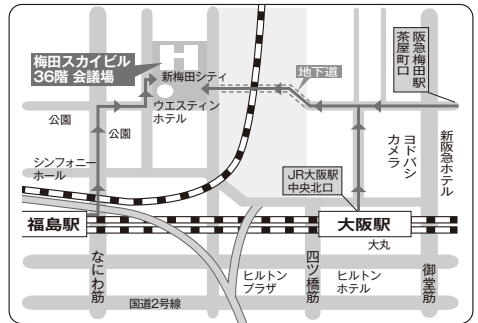 梅田スカイビル
36階 会議場
新梅田シティ
ウエスティン
ホテル
地下道
阪急梅田駅
茶屋町口
公園
公園
シンフォニー
ホール
ヨドバシ
カメラ
新阪急ホテル
JR大阪駅
中央北口
福島駅
大阪駅
大丸
なにわ筋
ヒルトン
プラザ
四ツ橋筋
ヒルトン
ホテル
御堂筋
国道2号線